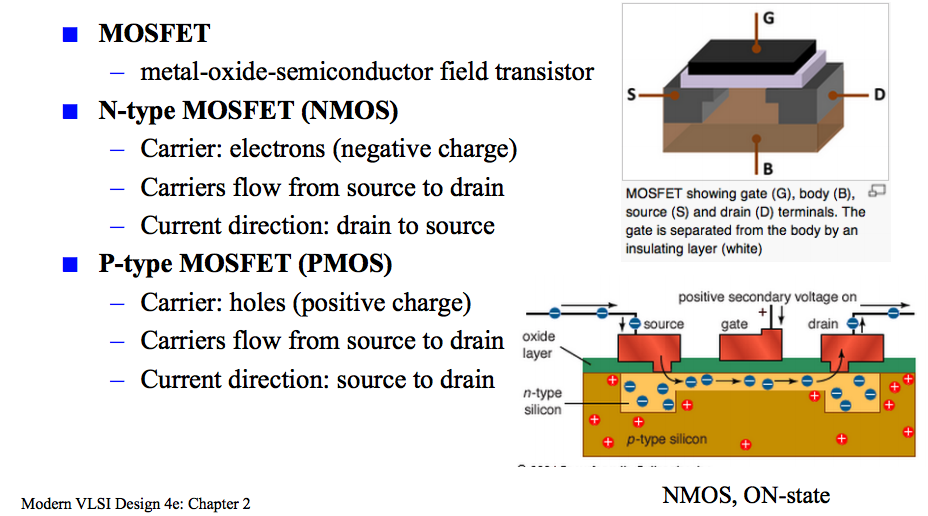 MOSFET
– metal-oxide-semiconductor field transistor
N-type MOSFET (NMOS)
– Carrier: electrons (negative charge)
– Carriers flow from source to drain
– Current direction: drain to source
P-type MOSFET (PMOS)
– Carrier: holes (positive charge)
– Carriers flow from source to drain
– Current direction: source to drain
G
S
D
B
MOSFET showing gate (G), body (B),
source (S) and drain (D) terminals. The
gate is separated from the body by an
insulating layer (white)
positive secondary voltage on
+
source
gate
drain
oxide
layer
n-type
silicon
p-type silicon
NMOS, ON-state
Modern VLSI Design 4e: Chapter 2